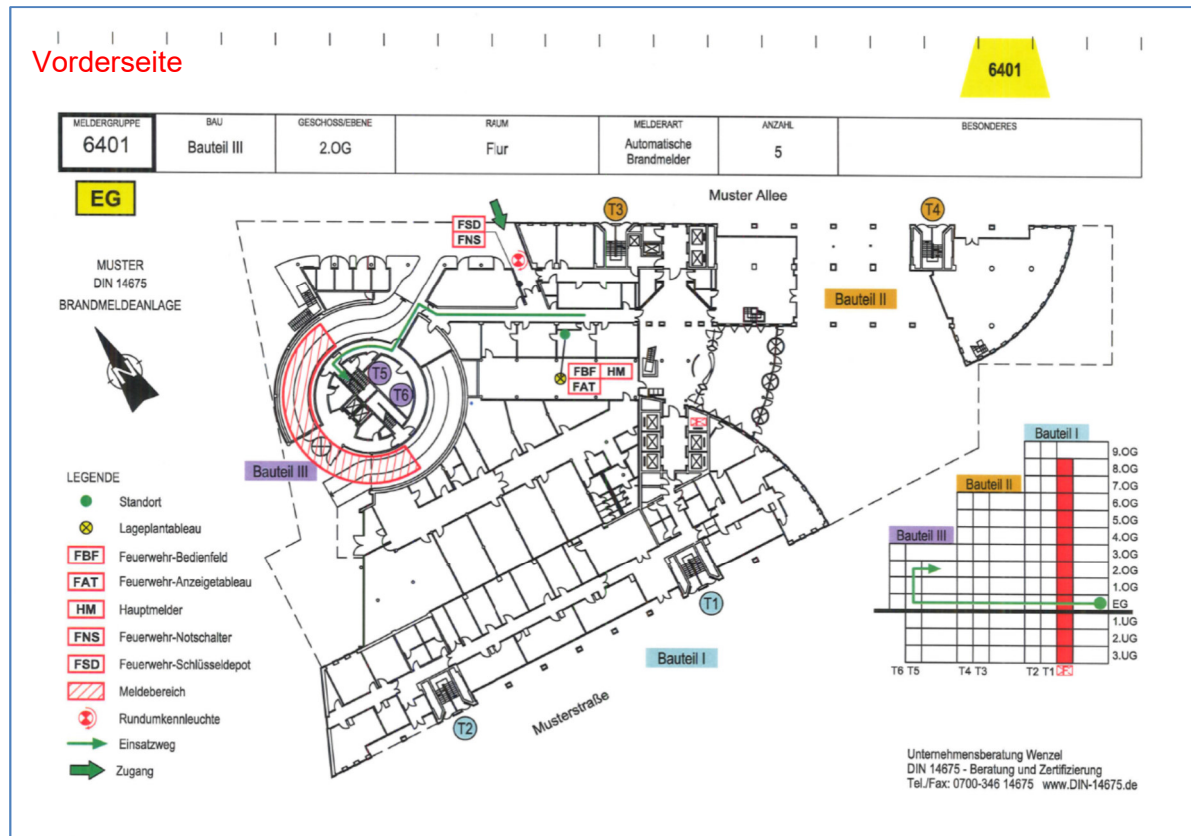 Vorderseite
6401
MELDERGRUPPE
6401
BAU
Bauteil III
GESCHOSS/EBENE
2.OG
RAUM
Flur
MELDERART
Automatische
Brandmelder
ANZAHL
5
BESONDERES
EG
Muster Allee
MUSTER
DIN 14675
BRANDMELDEANLAGE
N
FSD
FNS
T3
T4
Bauteil II
T5
T6
FBF HM
FAT
Bauteil III
T1
T2
Bauteil I
Musterstraße
LEGENDE
Standort
Lageplantableau
FBF Feuerwehr-Bedienfeld
FAT Feuerwehr-Anzeigetableau
HM Hauptmelder
FNS Feuerwehr-Notschalter
FSD Feuerwehr-Schlüsseldepot
Meldebereich
Rundumkennleuchte
Einsatzweg
Zugang
Bauteil I
Bauteil II
Bauteil III
9.OG
8.OG
7.OG
6.OG
5.OG
4.OG
3.OG
2.OG
1.OG
EG
1.UG
2.UG
3.UG
T6 T5 T4 T3 T2 T1
Unternehmensberatung Wenzel
DIN 14675 - Beratung und Zertifizierung
Tel./Fax: 0700-346 14675 www.DIN-14675.de